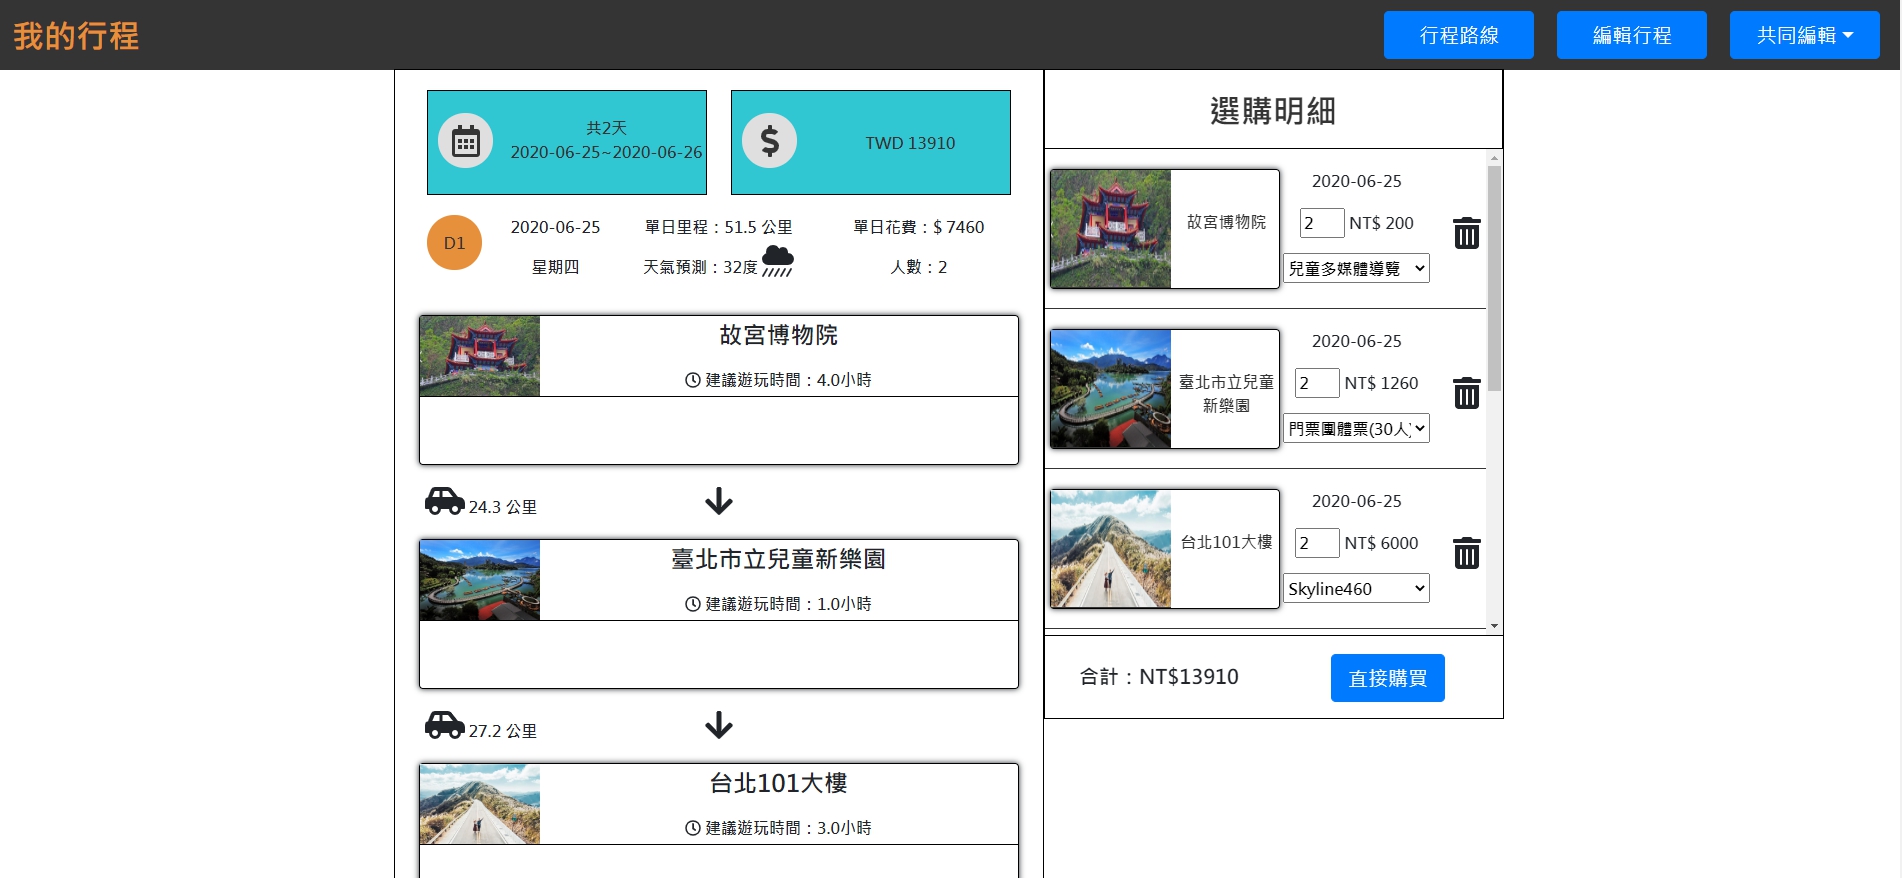 我的行程
行程路線
編輯行程
共同編輯
共2天
2020-06-25~2020-06-26
TWD 13910
D1
2020-06-25
星期四
單日里程：51.5 公里
天氣預測：32度
單日花費：$ 7460
人數：2
故宮博物院
建議遊玩時間：4.0小時
24.3 公里
臺北市立兒童新樂園
建議遊玩時間：1.0小時
27.2 公里
台北101大樓
建議遊玩時間：3.0小時
選購明細
故宮博物院
2020-06-25
2 NT$ 200
兒童多媒體導覽
臺北市立兒童
新樂園
2020-06-25
2 NT$ 1260
門票團體票(30人)
台北101大樓
2020-06-25
2 NT$ 6000
Skyline460
合計：NT$13910
直接購買